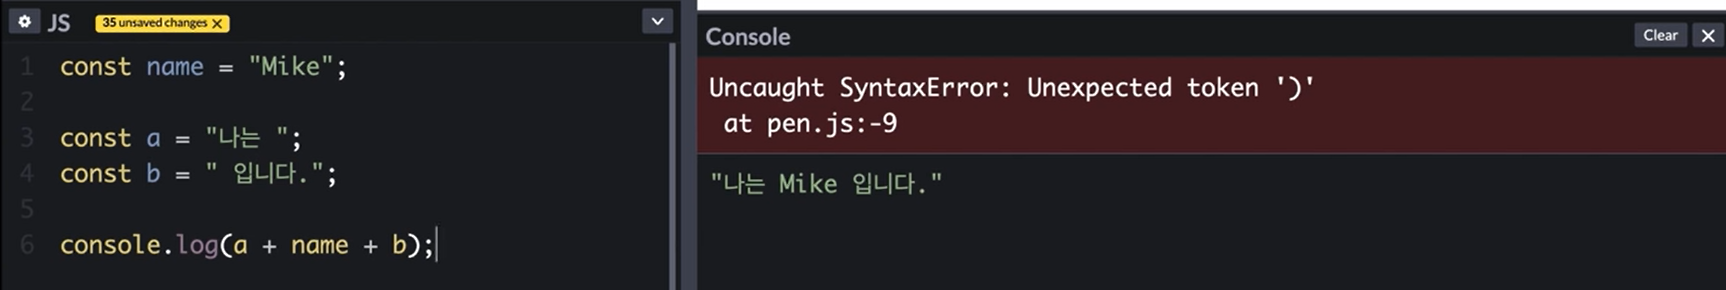 JS 35 unsaved changes X
1 const name = "Mike";
2
3 const a = "나는 ";
4 const b = " 입니다.";
5
6 console.log(a + name + b);
Console Clear X
Uncaught SyntaxError: Unexpected token ')'
at pen.js:-9
"나는 Mike 입니다."